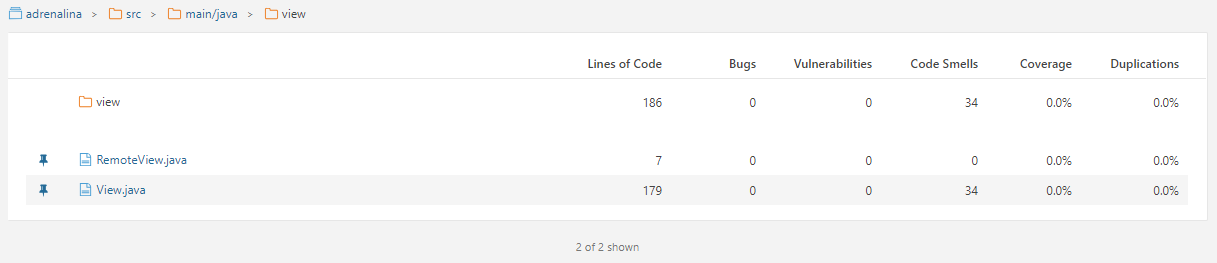 adrenalina > src > main/java > view
Lines of Code Bugs Vulnerabilities Code Smells Coverage Duplications
view 186 0 0 34 0.0% 0.0%
RemoteView.java 7 0 0 0 0.0% 0.0%
View.java 179 0 0 34 0.0% 0.0%
2 of 2 shown